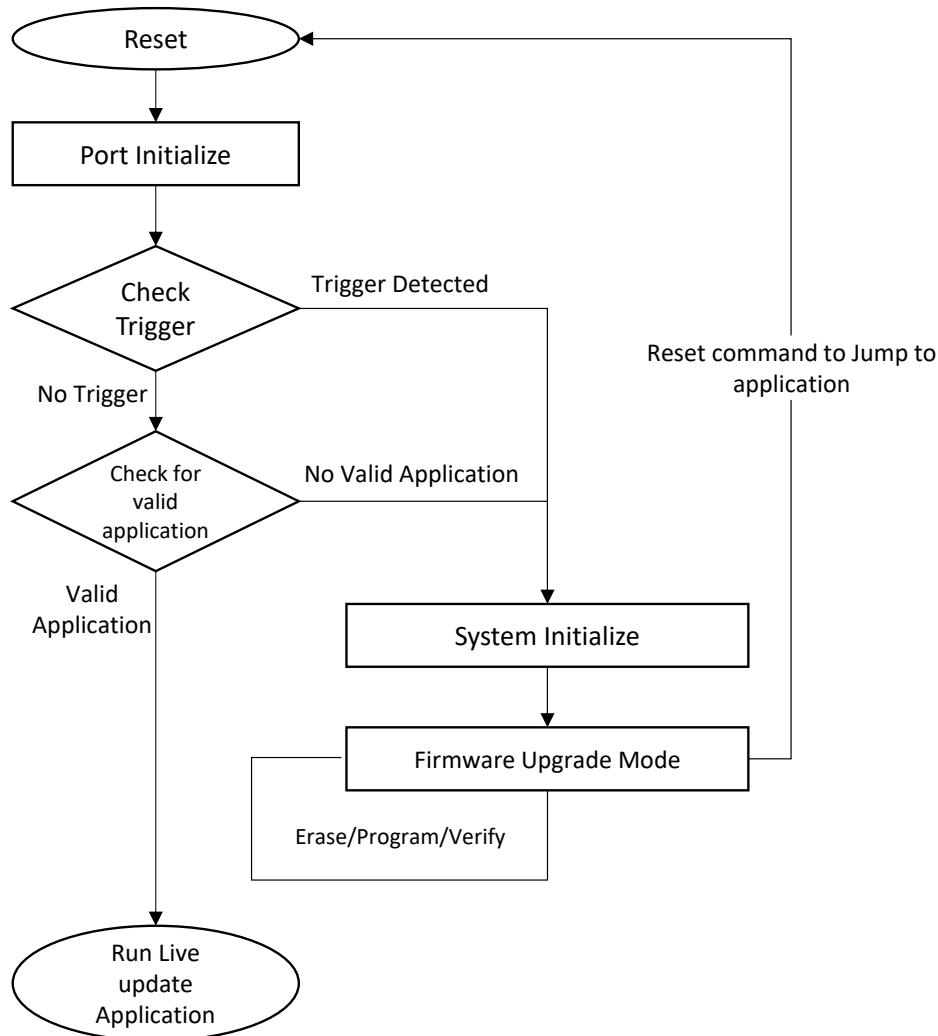 Reset
Port Initialize
Check
Trigger
Trigger Detected
Reset command to Jump to
application
No Trigger
Check for
valid
application
No Valid Application
Valid
Application
System Initialize
Firmware Upgrade Mode
Erase/Program/Verify
Run Live
update
Application